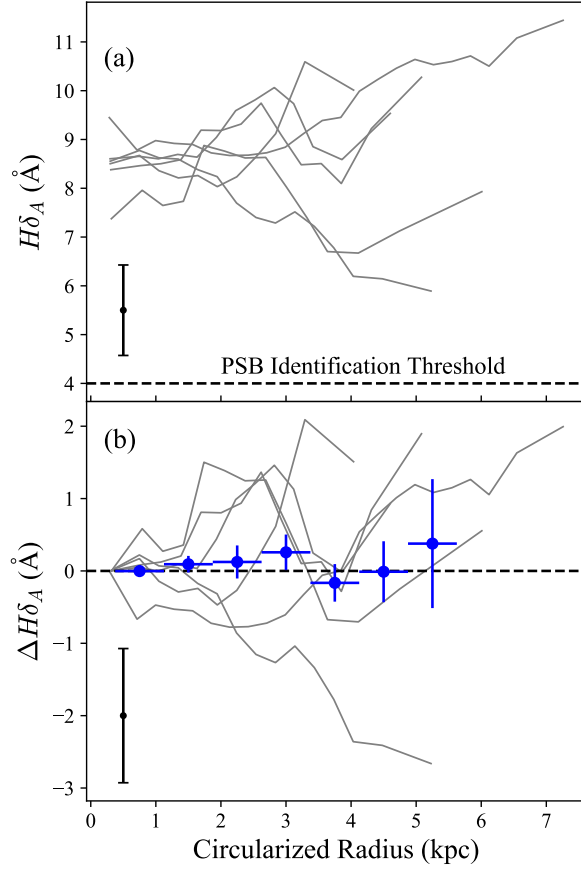 (a)
11
10
9
8
7
6
5
4
HδA (Å)
PSB Identification Threshold
(b)
2
1
0
−1
−2
−3
ΔHδA (Å)
0 1 2 3 4 5 6 7
Circularized Radius (kpc)